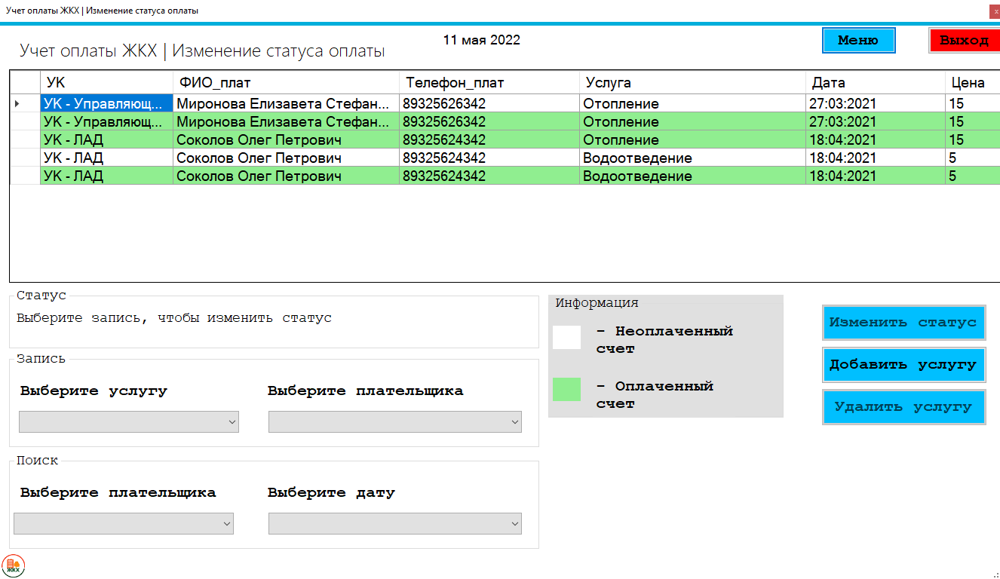 Учет оплаты ЖКХ | Изменение статуса оплаты
x
11 мая 2022
Меню
Выход
Учет оплаты ЖКХ | Изменение статуса оплаты
УК ФИО_плат Телефон_плат Услуга Дата Цена
УК - Управляющ... Миронова Елизавета Стефан... 89325626342 Отопление 27:03:2021 15
УК - Управляющ... Миронова Елизавета Стефан... 89325626342 Отопление 27:03:2021 15
УК - ЛАД Соколов Олег Петрович 89325624342 Отопление 18:04:2021 15
УК - ЛАД Соколов Олег Петрович 89325624342 Водоотведение 18:04:2021 5
УК - ЛАД Соколов Олег Петрович 89325624342 Водоотведение 18:04:2021 5
Статус
Выберите запись, чтобы изменить статус
Запись
Выберите услугу Выберите плательщика
Поиск
Выберите плательщика Выберите дату
Информация
- Неоплаченный
счет
- Оплаченный
счет
Изменить статус
Добавить услугу
Удалить услугу
ЖКХ